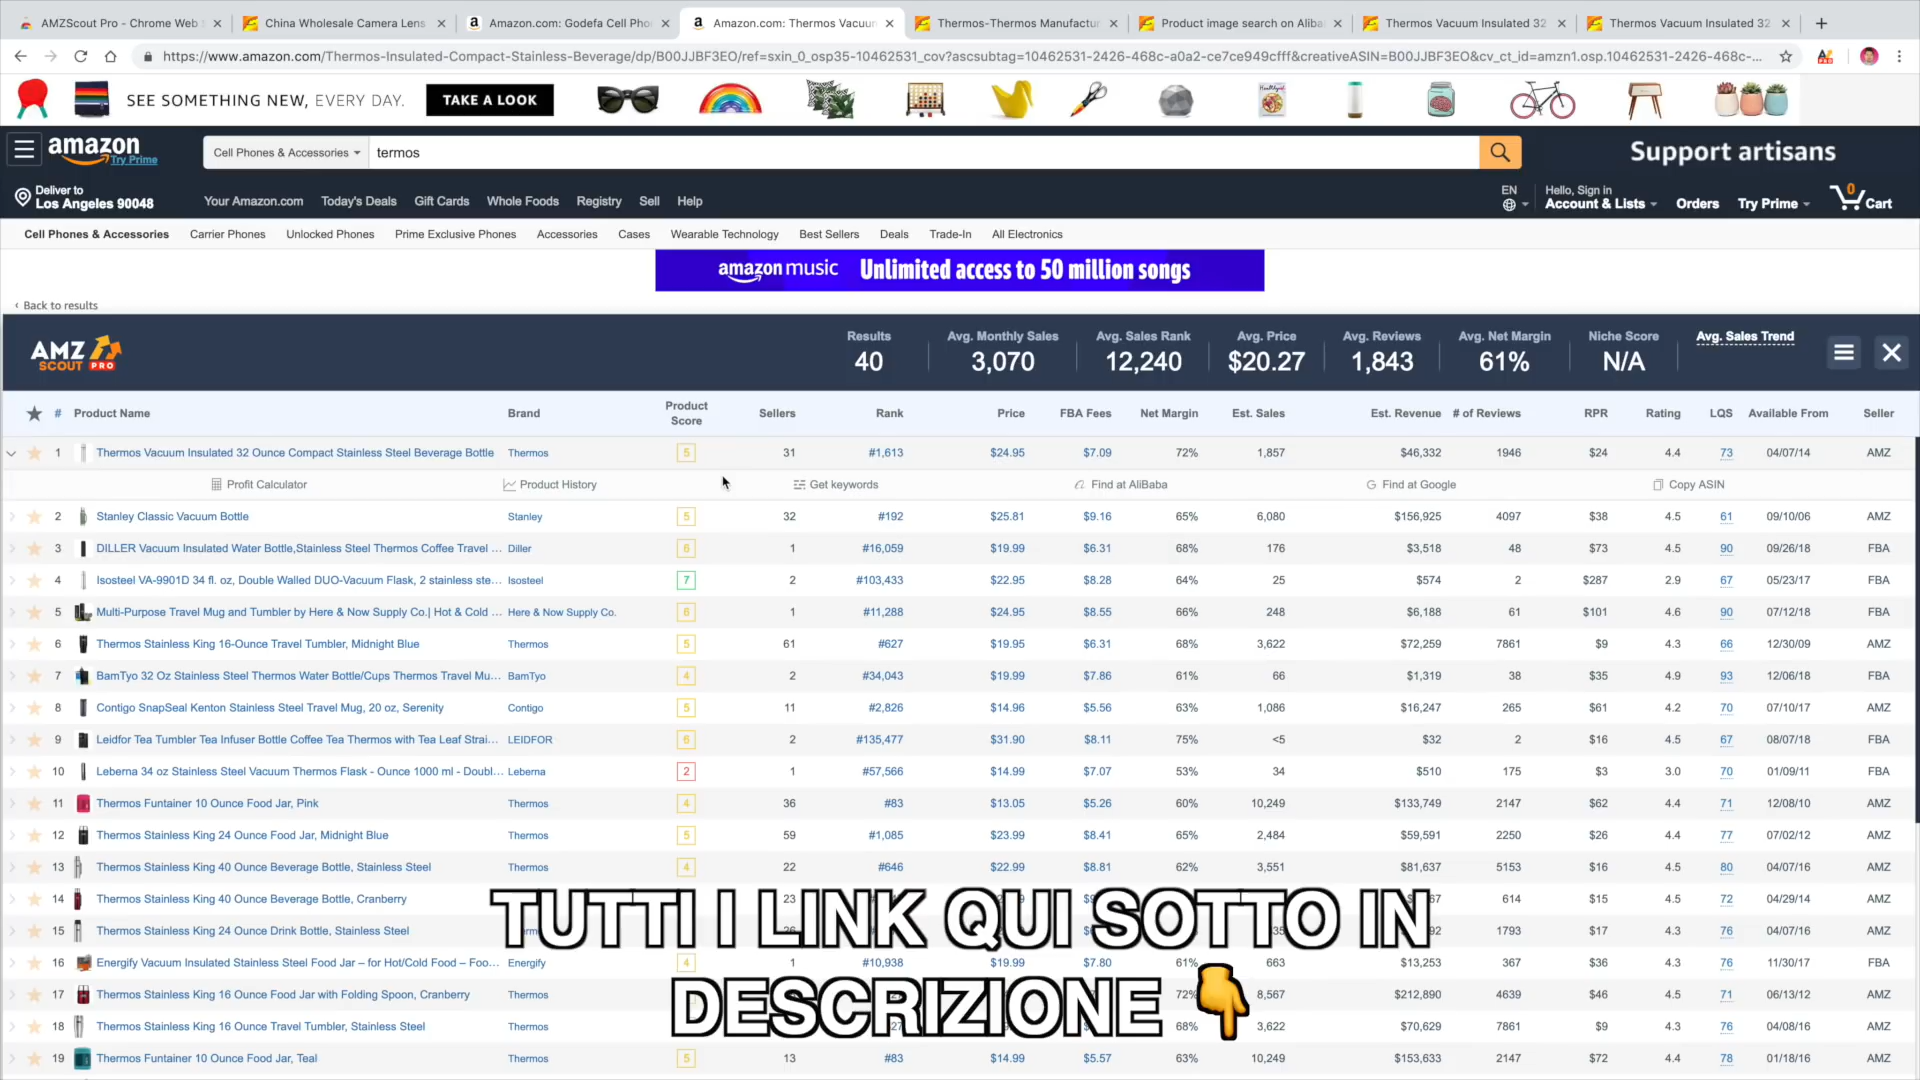 AMZScout Pro - Chrome Web S
China Wholesale Camera Lens
Amazon.com: Godefa Cell Pho
Amazon.com: Thermos Vacuum
Thermos-Thermos Manufactur
Product image search on Aliba
Thermos Vacuum Insulated 32
Thermos Vacuum Insulated 32
https://www.amazon.com/Thermos-Insulated-Compact-Stainless-Beverage/dp/B00JJBF3EO/ref=sxin_0_osp35-10462531_cov?ascsubtag=10462531-2426-468c-a0a2-ce7ce949cfff&creativeASIN=B00JJBF3EO&cv_ct_id=amzn1.osp.10462531-2426-468c-...
SEE SOMETHING NEW, EVERY DAY. TAKE A LOOK
amazon Try Prime
Cell Phones & Accessories termos
Support artisans
Deliver to
Los Angeles 90048
Your Amazon.com Today's Deals Gift Cards Whole Foods Registry Sell Help
EN
Hello, Sign in
Account & Lists Orders Try Prime 0 Cart
Cell Phones & Accessories Carrier Phones Unlocked Phones Prime Exclusive Phones Accessories Cases Wearable Technology Best Sellers Deals Trade-In All Electronics
amazon music Unlimited access to 50 million songs
‹ Back to results
AMZ SCOUT PRO
Results 40
Avg. Monthly Sales 3,070
Avg. Sales Rank 12,240
Avg. Price $20.27
Avg. Reviews 1,843
Avg. Net Margin 61%
Niche Score N/A
Avg. Sales Trend
# Product Name Brand Product Score Sellers Rank Price FBA Fees Net Margin Est. Sales Est. Revenue # of Reviews RPR Rating LQS Available From Seller
1 Thermos Vacuum Insulated 32 Ounce Compact Stainless Steel Beverage Bottle Thermos 5 31 #1,613 $24.95 $7.09 72% 1,857 $46,332 1946 $24 4.4 73 04/07/14 AMZ
Profit Calculator Product History Get keywords Find at AliBaba Find at Google Copy ASIN
2 Stanley Classic Vacuum Bottle Stanley 5 32 #192 $25.81 $9.16 65% 6,080 $156,925 4097 $38 4.5 61 09/10/06 AMZ
3 DILLER Vacuum Insulated Water Bottle,Stainless Steel Thermos Coffee Travel ... Diller 6 1 #16,059 $19.99 $6.31 68% 176 $3,518 48 $73 4.5 90 09/26/18 FBA
4 Isosteel VA-9901D 34 fl. oz, Double Walled DUO-Vacuum Flask, 2 stainless ste... Isosteel 7 2 #103,433 $22.95 $8.28 64% 25 $574 2 $287 2.9 67 05/23/17 FBA
5 Multi-Purpose Travel Mug and Tumbler by Here & Now Supply Co.| Hot & Cold ... Here & Now Supply Co. 6 1 #11,288 $24.95 $8.55 66% 248 $6,188 61 $101 4.6 90 07/12/18 FBA
6 Thermos Stainless King 16-Ounce Travel Tumbler, Midnight Blue Thermos 5 61 #627 $19.95 $6.31 68% 3,622 $72,259 7861 $9 4.3 66 12/30/09 AMZ
7 BamTyo 32 Oz Stainless Steel Thermos Water Bottle/Cups Thermos Travel Mu... BamTyo 4 2 #34,043 $19.99 $7.86 61% 66 $1,319 38 $35 4.9 93 12/06/18 FBA
8 Contigo SnapSeal Kenton Stainless Steel Travel Mug, 20 oz, Serenity Contigo 5 11 #2,826 $14.96 $5.56 63% 1,086 $16,247 265 $61 4.2 70 07/10/17 AMZ
9 Leidfor Tea Tumbler Tea Infuser Bottle Coffee Tea Thermos with Tea Leaf Strai... LEIDFOR 6 2 #135,477 $31.90 $8.11 75% <5 $32 2 $16 4.5 67 08/07/18 FBA
10 Leberna 34 oz Stainless Steel Vacuum Thermos Flask - Ounce 1000 ml - Doubl... Leberna 2 1 #57,566 $14.99 $7.07 53% 34 $510 175 $3 3.0 70 01/09/11 FBA
11 Thermos Funtainer 10 Ounce Food Jar, Pink Thermos 4 36 #83 $13.05 $5.26 60% 10,249 $133,749 2147 $62 4.4 71 12/08/10 AMZ
12 Thermos Stainless King 24 Ounce Food Jar, Midnight Blue Thermos 5 59 #1,085 $23.99 $8.41 65% 2,484 $59,591 2250 $26 4.4 77 07/02/12 AMZ
13 Thermos Stainless King 40 Ounce Beverage Bottle, Stainless Steel Thermos 4 22 #646 $22.99 $8.81 62% 3,551 $81,637 5153 $16 4.5 80 04/07/16 AMZ
14 Thermos Stainless King 40 Ounce Beverage Bottle, Cranberry 23 614 $15 4.5 72 04/29/14 AMZ
15 Thermos Stainless King 24 Ounce Drink Bottle, Stainless Steel 1793 $17 4.3 76 04/07/16 AMZ
16 Energify Vacuum Insulated Stainless Steel Food Jar – for Hot/Cold Food – Foo... Energify 4 1 #10,938 $19.99 $7.80 61% 663 $13,253 367 $36 4.3 76 11/30/17 FBA
17 Thermos Stainless King 16 Ounce Food Jar with Folding Spoon, Cranberry Thermos 72% 8,567 $212,890 4639 $46 4.5 71 06/13/12 AMZ
18 Thermos Stainless King 16 Ounce Travel Tumbler, Stainless Steel Thermos 68% 3,622 $70,629 7861 $9 4.3 76 04/08/16 AMZ
19 Thermos Funtainer 10 Ounce Food Jar, Teal Thermos 5 13 #83 $14.99 $5.57 63% 10,249 $153,633 2147 $72 4.4 78 01/18/16 AMZ
TUTTI I LINK QUI SOTTO IN
DESCRIZIONE